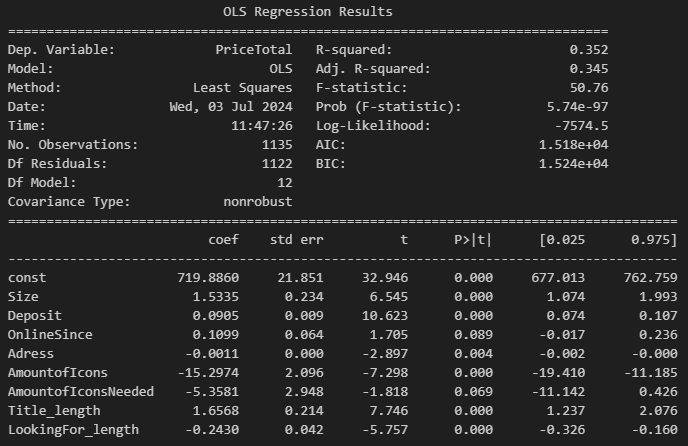 OLS Regression Results
==============================================================================
Dep. Variable: PriceTotal R-squared: 0.352
Model: OLS Adj. R-squared: 0.345
Method: Least Squares F-statistic: 50.76
Date: Wed, 03 Jul 2024 Prob (F-statistic): 5.74e-97
Time: 11:47:26 Log-Likelihood: -7574.5
No. Observations: 1135 AIC: 1.518e+04
Df Residuals: 1122 BIC: 1.524e+04
Df Model: 12
Covariance Type: nonrobust
=======================================================================================
coef std err t P>|t| [0.025 0.975]
---------------------------------------------------------------------------------------
const 719.8860 21.851 32.946 0.000 677.013 762.759
Size 1.5335 0.234 6.545 0.000 1.074 1.993
Deposit 0.0905 0.009 10.623 0.000 0.074 0.107
OnlineSince 0.1099 0.064 1.705 0.089 -0.017 0.236
Adress -0.0011 0.000 -2.897 0.004 -0.002 -0.000
AmountofIcons -15.2974 2.096 -7.298 0.000 -19.410 -11.185
AmountofIconsNeeded -5.3581 2.948 -1.818 0.069 -11.142 0.426
Title_length 1.6568 0.214 7.746 0.000 1.237 2.076
LookingFor_length -0.2430 0.042 -5.757 0.000 -0.326 -0.160